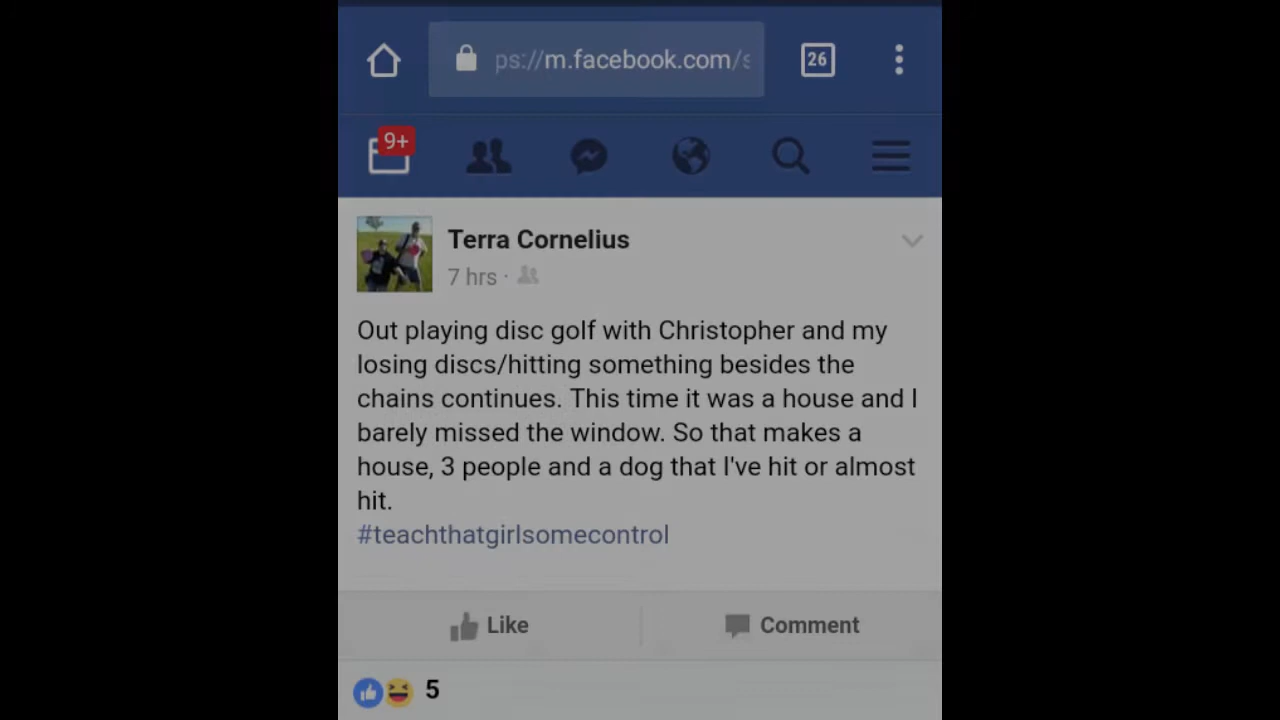 ps://m.facebook.com/s
26
9+
Terra Cornelius
7 hrs ·
Out playing disc golf with Christopher and my
losing discs/hitting something besides the
chains continues. This time it was a house and I
barely missed the window. So that makes a
house, 3 people and a dog that I've hit or almost
hit.
#teachthatgirlsomecontrol
Like
Comment
5